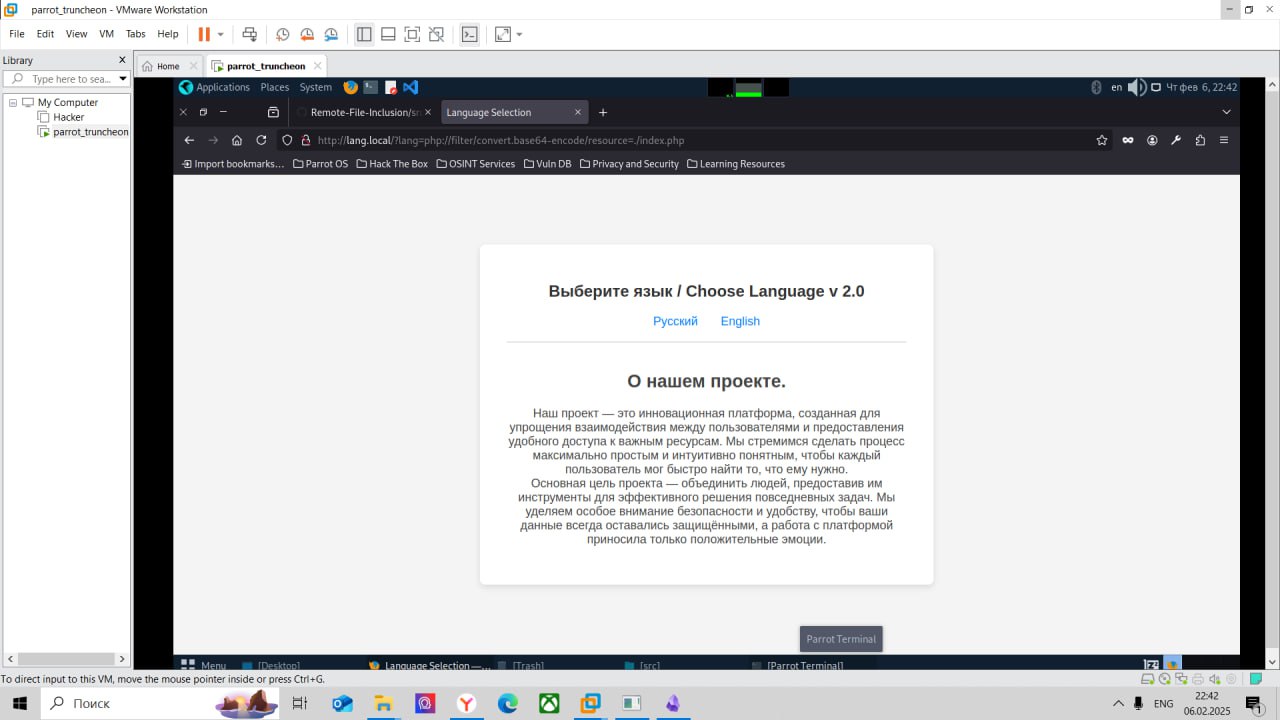 parrot_truncheon - VMware Workstation
File Edit View VM Tabs Help
Library
Type here to sea...
My Computer
Hacker
parrot_truncheon
Home
parrot_truncheon
Applications Places System
en
Чт фев 6, 22:42
Remote-File-Inclusion/sr
Language Selection
http://lang.local/?lang=php://filter/convert.base64-encode/resource=./index.php
Import bookmarks... Parrot OS Hack The Box OSINT Services Vuln DB Privacy and Security Learning Resources
Выберите язык / Choose Language v 2.0
Русский English
О нашем проекте.
Наш проект — это инновационная платформа, созданная для
упрощения взаимодействия между пользователями и предоставления
удобного доступа к важным ресурсам. Мы стремимся сделать процесс
максимально простым и интуитивно понятным, чтобы каждый
пользователь мог быстро найти то, что ему нужно.
Основная цель проекта — объединить людей, предоставив им
инструменты для эффективного решения повседневных задач. Мы
уделяем особое внимание безопасности и удобству, чтобы ваши
данные всегда оставались защищёнными, а работа с платформой
приносила только положительные эмоции.
Parrot Terminal
Menu [Desktop] Language Selection —... [Trash] [src] [Parrot Terminal]
To direct input to this VM, move the mouse pointer inside or press Ctrl+G.
Поиск
ENG
22:42
06.02.2025
1